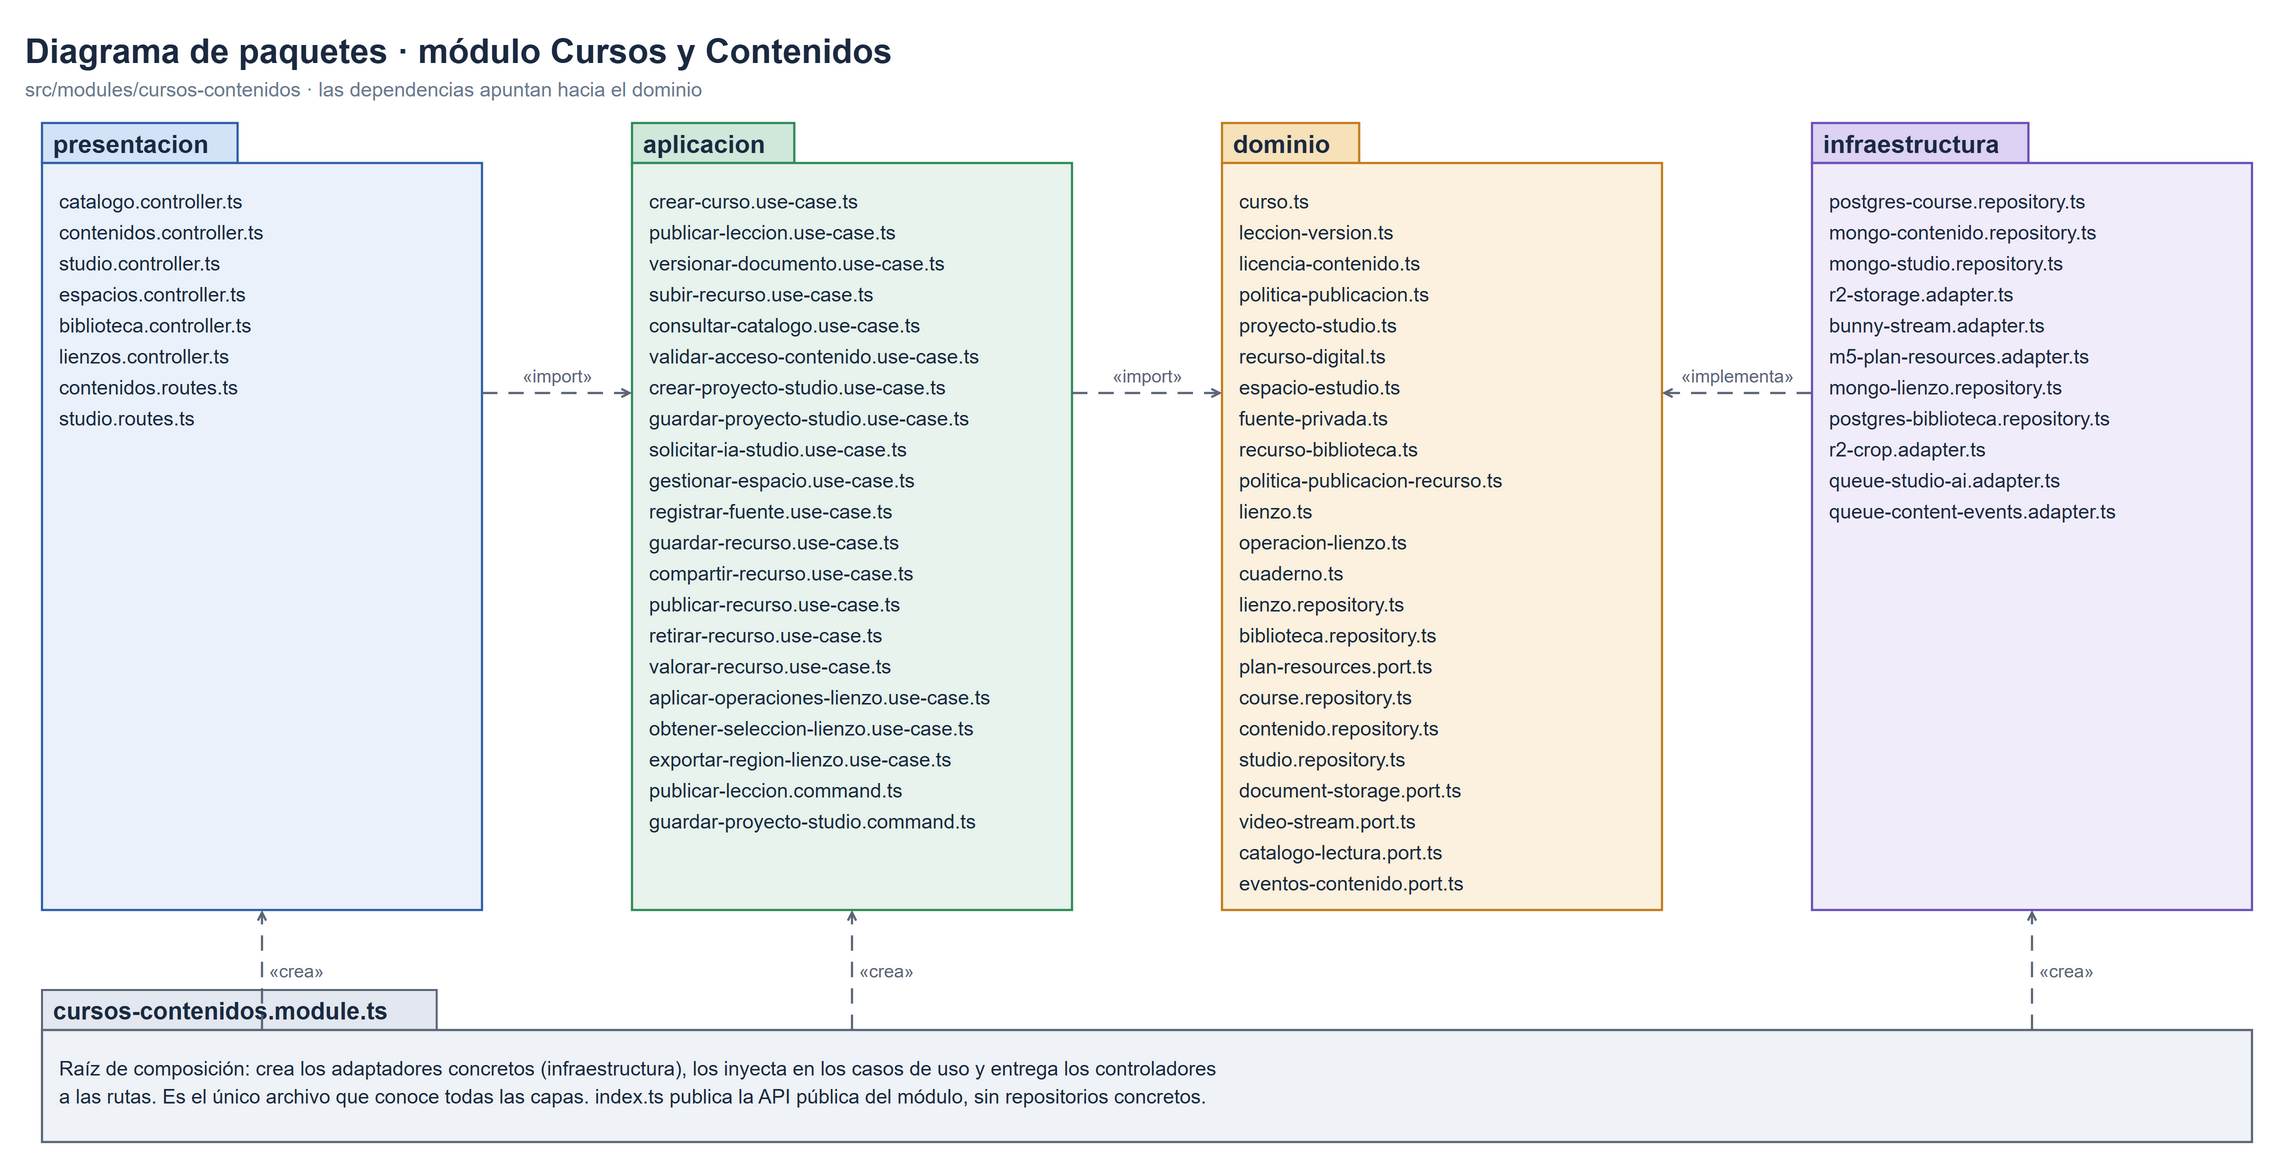 Diagrama de paquetes · módulo Cursos y Contenidos
src/modules/cursos-contenidos · las dependencias apuntan hacia el dominio
presentacion
catalogo.controller.ts
contenidos.controller.ts
studio.controller.ts
espacios.controller.ts
biblioteca.controller.ts
lienzos.controller.ts
contenidos.routes.ts
studio.routes.ts
«import»
aplicacion
crear-curso.use-case.ts
publicar-leccion.use-case.ts
versionar-documento.use-case.ts
subir-recurso.use-case.ts
consultar-catalogo.use-case.ts
validar-acceso-contenido.use-case.ts
crear-proyecto-studio.use-case.ts
guardar-proyecto-studio.use-case.ts
solicitar-ia-studio.use-case.ts
gestionar-espacio.use-case.ts
registrar-fuente.use-case.ts
guardar-recurso.use-case.ts
compartir-recurso.use-case.ts
publicar-recurso.use-case.ts
retirar-recurso.use-case.ts
valorar-recurso.use-case.ts
aplicar-operaciones-lienzo.use-case.ts
obtener-seleccion-lienzo.use-case.ts
exportar-region-lienzo.use-case.ts
publicar-leccion.command.ts
guardar-proyecto-studio.command.ts
«import»
dominio
curso.ts
leccion-version.ts
licencia-contenido.ts
politica-publicacion.ts
proyecto-studio.ts
recurso-digital.ts
espacio-estudio.ts
fuente-privada.ts
recurso-biblioteca.ts
politica-publicacion-recurso.ts
lienzo.ts
operacion-lienzo.ts
cuaderno.ts
lienzo.repository.ts
biblioteca.repository.ts
plan-resources.port.ts
course.repository.ts
contenido.repository.ts
studio.repository.ts
document-storage.port.ts
video-stream.port.ts
catalogo-lectura.port.ts
eventos-contenido.port.ts
«implementa»
infraestructura
postgres-course.repository.ts
mongo-contenido.repository.ts
mongo-studio.repository.ts
r2-storage.adapter.ts
bunny-stream.adapter.ts
m5-plan-resources.adapter.ts
mongo-lienzo.repository.ts
postgres-biblioteca.repository.ts
r2-crop.adapter.ts
queue-studio-ai.adapter.ts
queue-content-events.adapter.ts
«crea»
«crea»
«crea»
cursos-contenidos.module.ts
Raíz de composición: crea los adaptadores concretos (infraestructura), los inyecta en los casos de uso y entrega los controladores
a las rutas. Es el único archivo que conoce todas las capas. index.ts publica la API pública del módulo, sin repositorios concretos.